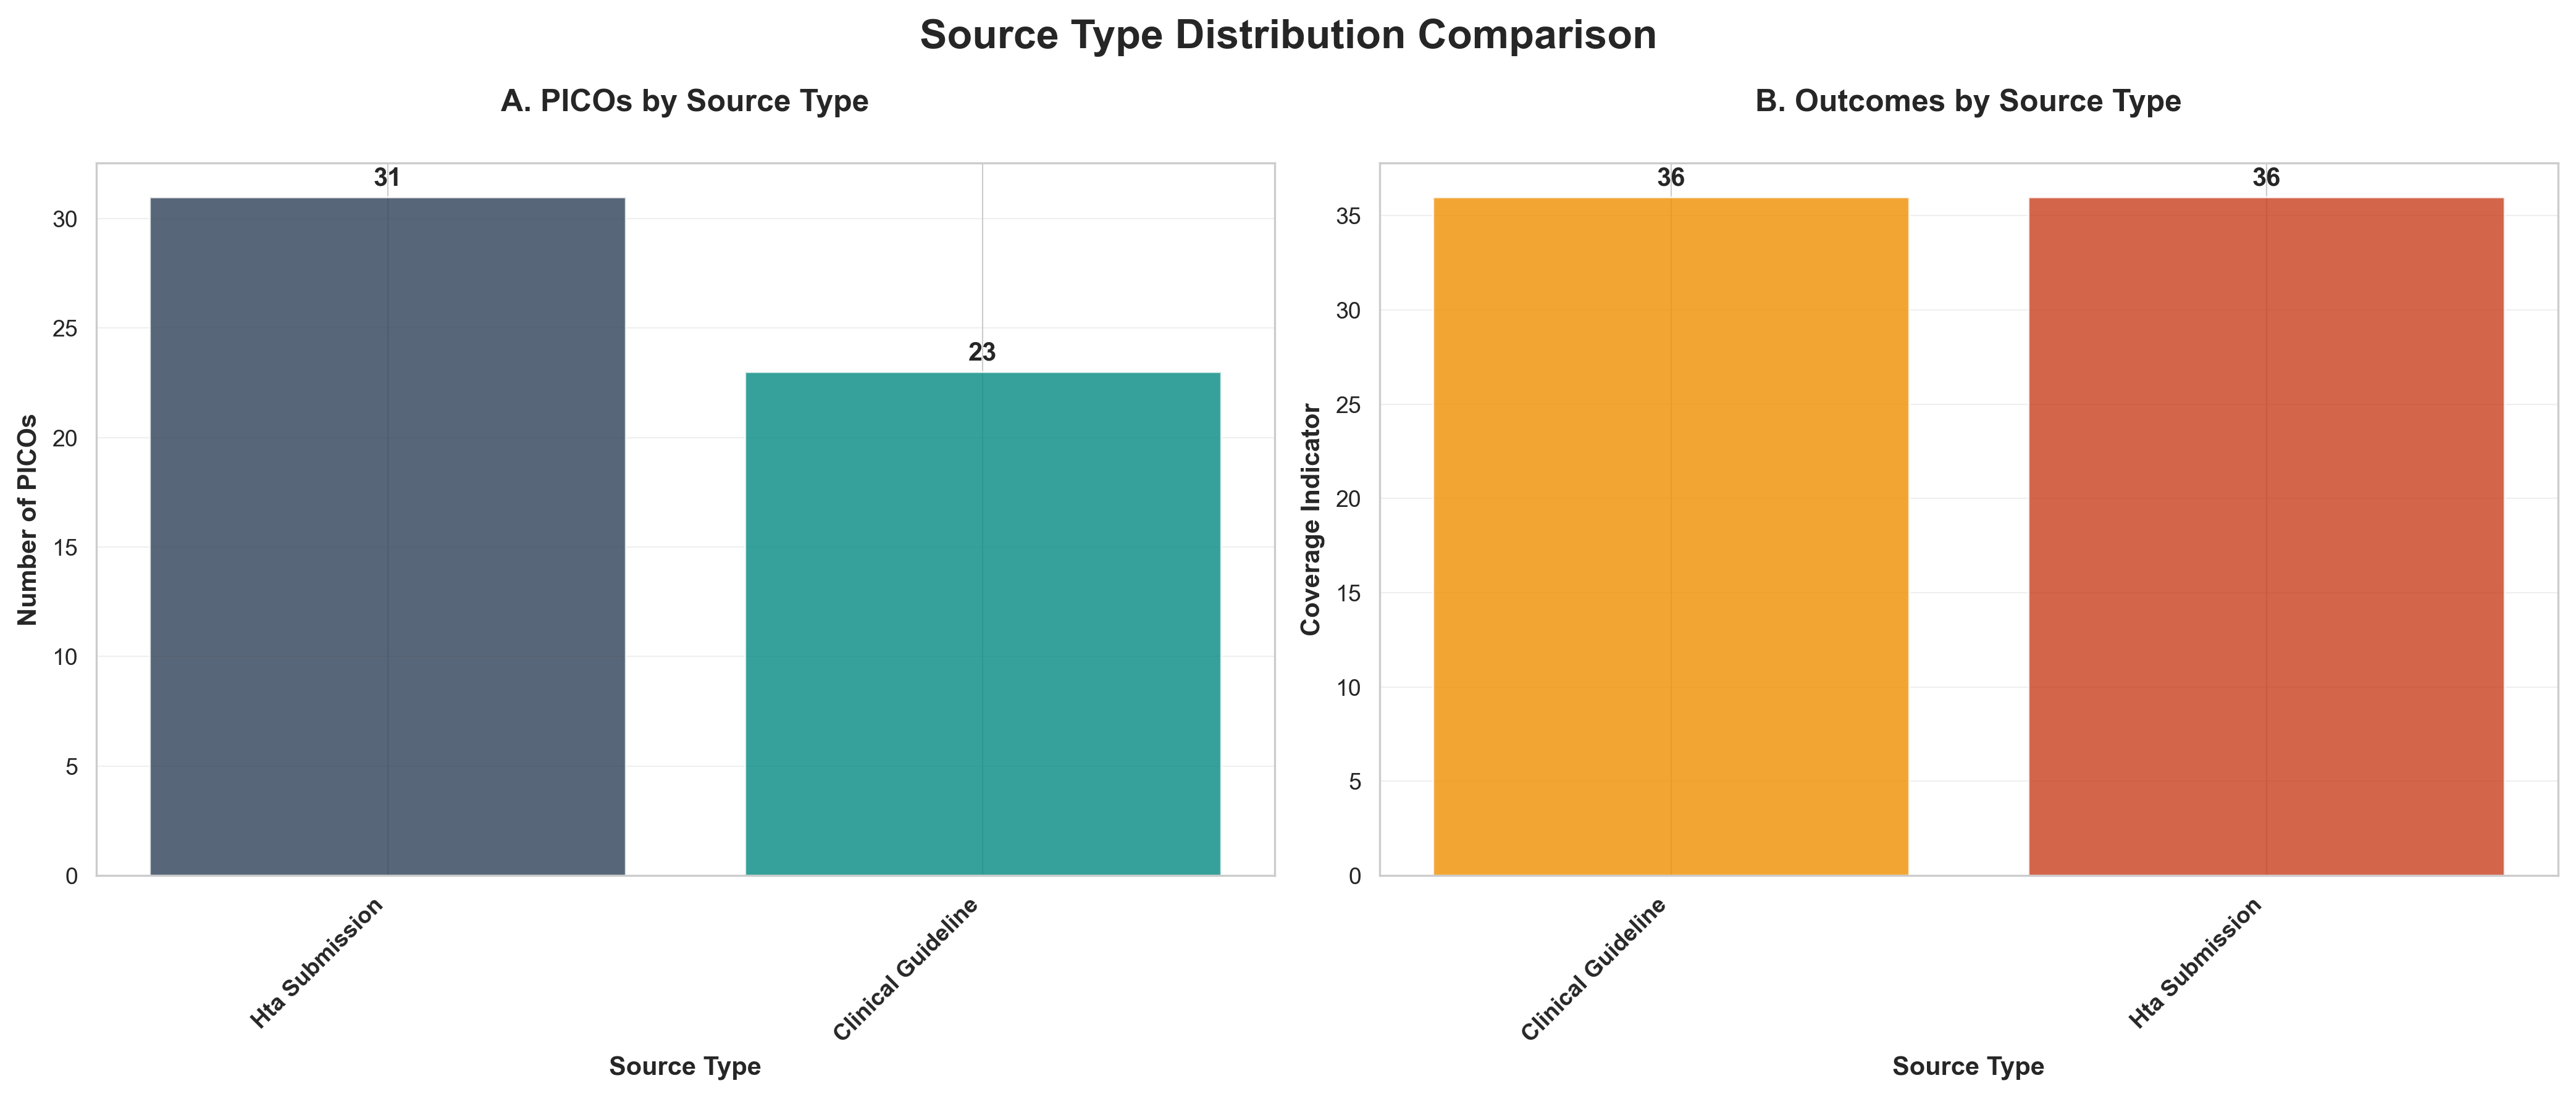 Source Type Distribution Comparison
A. PICOs by Source Type
31
30
23
25
20
15
10
5
0
Number of PICOs
Hta Submission
Clinical Guideline
Source Type
B. Outcomes by Source Type
36
36
35
30
25
20
15
10
5
0
Coverage Indicator
Clinical Guideline
Hta Submission
Source Type